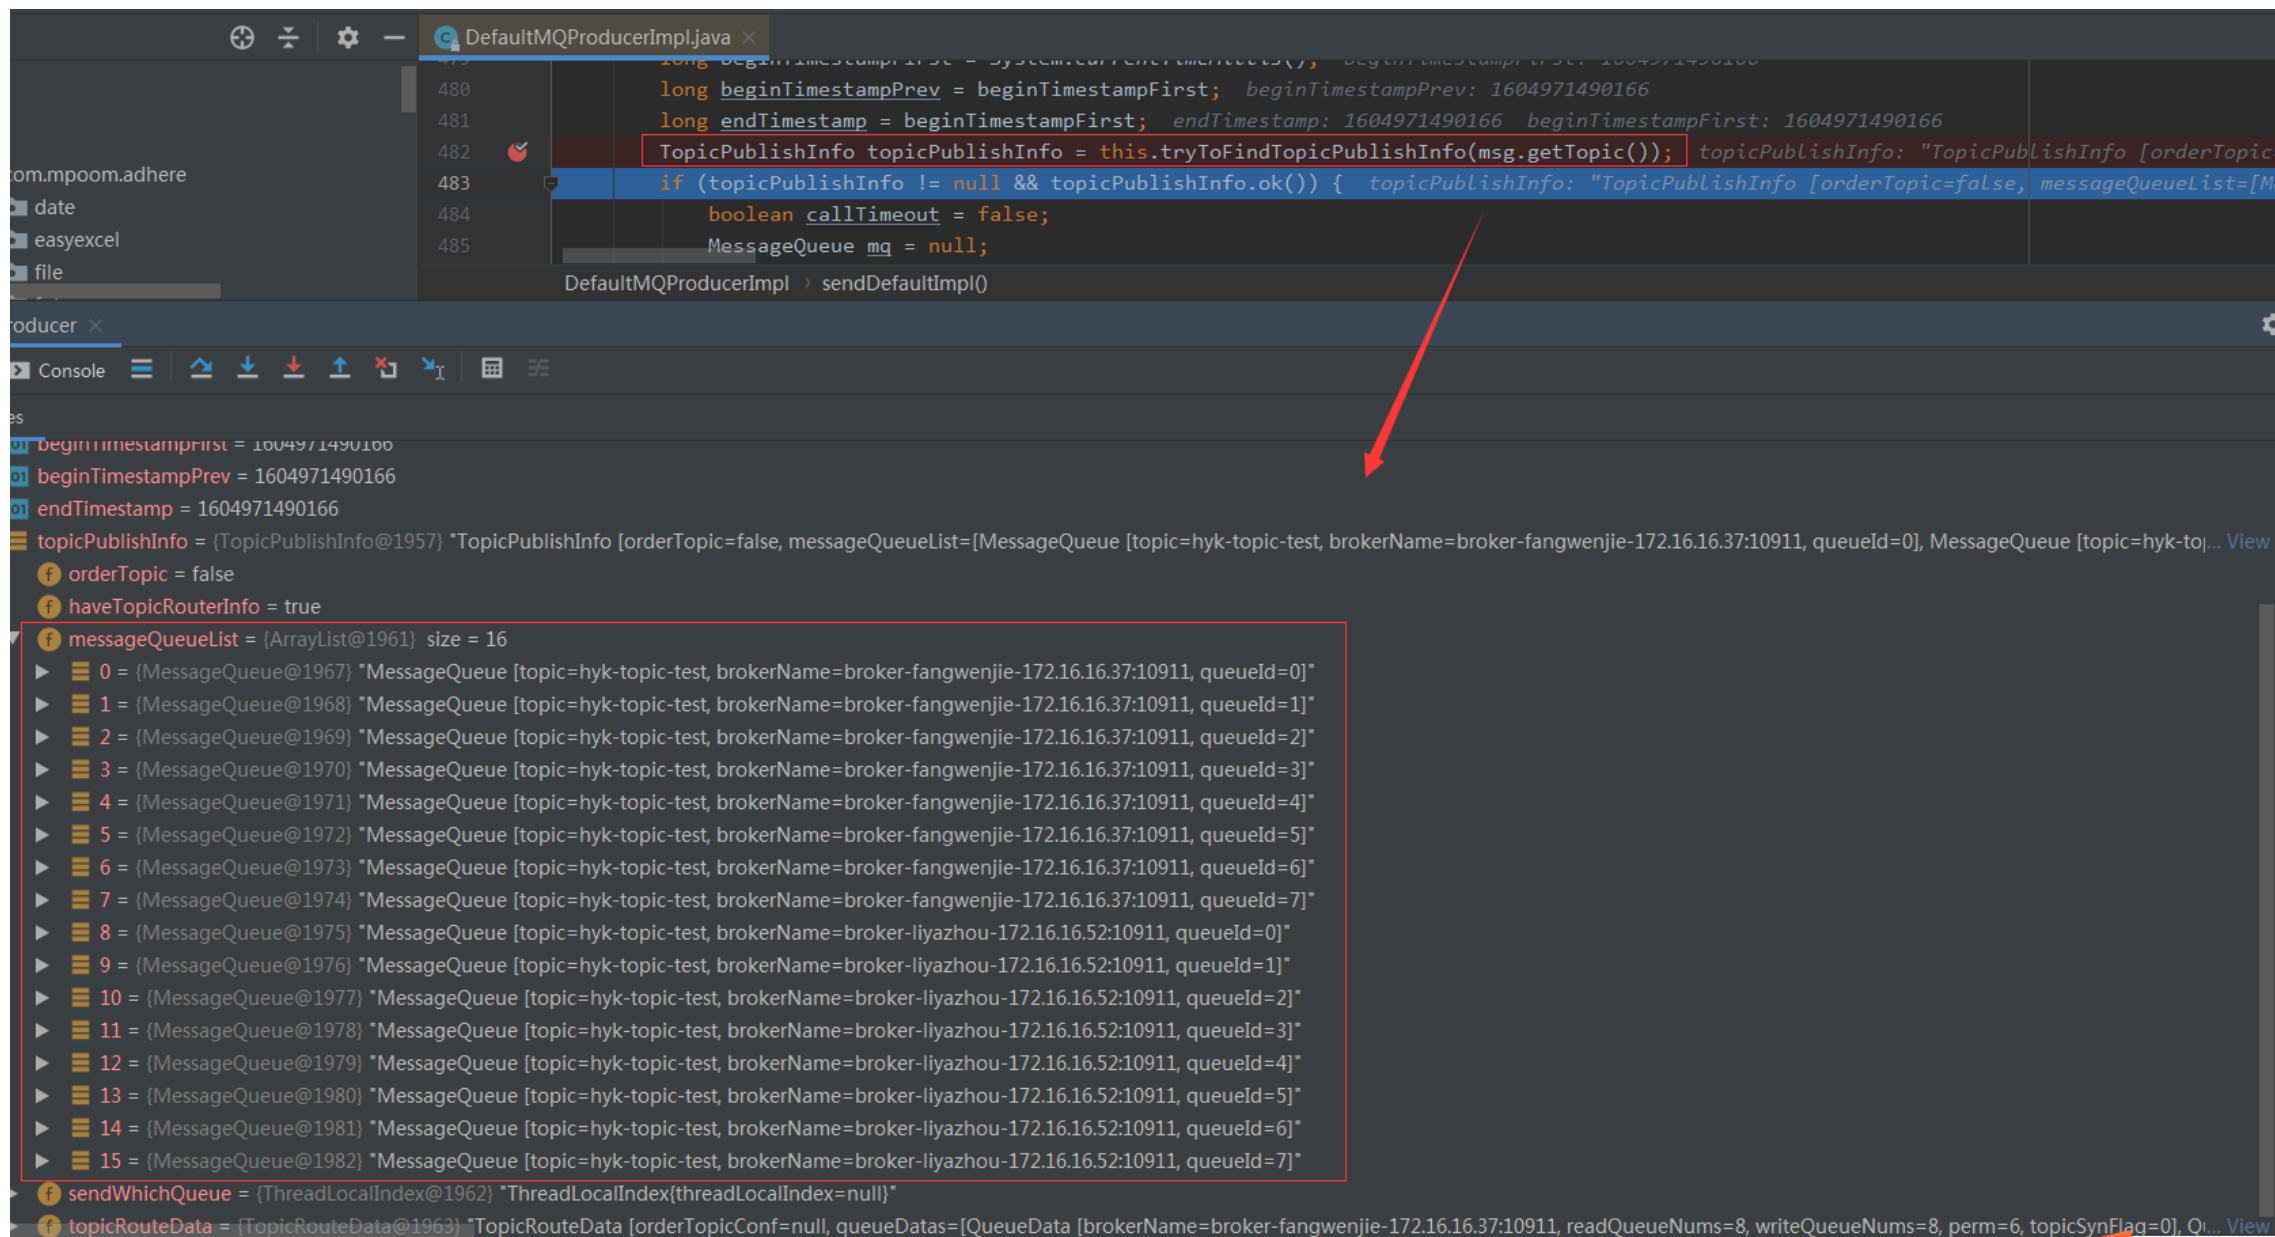 DefaultMQProducerImpl.java
479 long beginTimestampFirst = System.currentTimeMillis(); beginTimestampFirst: 1604971490166
480 long beginTimestampPrev = beginTimestampFirst; beginTimestampPrev: 1604971490166
481 long endTimestamp = beginTimestampFirst; endTimestamp: 1604971490166 beginTimestampFirst: 1604971490166
482 TopicPublishInfo topicPublishInfo = this.tryToFindTopicPublishInfo(msg.getTopic()); topicPublishInfo: "TopicPublishInfo [orderTopic=
483 if (topicPublishInfo != null && topicPublishInfo.ok()) { topicPublishInfo: "TopicPublishInfo [orderTopic=false, messageQueueList=[M
484 boolean callTimeout = false;
485 MessageQueue mq = null;
com.mpoom.adhere
date
easyexcel
file
DefaultMQProducerImpl › sendDefaultImpl()
roducer
Console
es
beginTimestampFirst = 1604971490166
beginTimestampPrev = 1604971490166
endTimestamp = 1604971490166
topicPublishInfo = {TopicPublishInfo@1957} "TopicPublishInfo [orderTopic=false, messageQueueList=[MessageQueue [topic=hyk-topic-test, brokerName=broker-fangwenjie-172.16.16.37:10911, queueId=0], MessageQueue [topic=hyk-to... View
orderTopic = false
haveTopicRouterInfo = true
messageQueueList = {ArrayList@1961} size = 16
0 = {MessageQueue@1967} "MessageQueue [topic=hyk-topic-test, brokerName=broker-fangwenjie-172.16.16.37:10911, queueId=0]"
1 = {MessageQueue@1968} "MessageQueue [topic=hyk-topic-test, brokerName=broker-fangwenjie-172.16.16.37:10911, queueId=1]"
2 = {MessageQueue@1969} "MessageQueue [topic=hyk-topic-test, brokerName=broker-fangwenjie-172.16.16.37:10911, queueId=2]"
3 = {MessageQueue@1970} "MessageQueue [topic=hyk-topic-test, brokerName=broker-fangwenjie-172.16.16.37:10911, queueId=3]"
4 = {MessageQueue@1971} "MessageQueue [topic=hyk-topic-test, brokerName=broker-fangwenjie-172.16.16.37:10911, queueId=4]"
5 = {MessageQueue@1972} "MessageQueue [topic=hyk-topic-test, brokerName=broker-fangwenjie-172.16.16.37:10911, queueId=5]"
6 = {MessageQueue@1973} "MessageQueue [topic=hyk-topic-test, brokerName=broker-fangwenjie-172.16.16.37:10911, queueId=6]"
7 = {MessageQueue@1974} "MessageQueue [topic=hyk-topic-test, brokerName=broker-fangwenjie-172.16.16.37:10911, queueId=7]"
8 = {MessageQueue@1975} "MessageQueue [topic=hyk-topic-test, brokerName=broker-liyazhou-172.16.16.52:10911, queueId=0]"
9 = {MessageQueue@1976} "MessageQueue [topic=hyk-topic-test, brokerName=broker-liyazhou-172.16.16.52:10911, queueId=1]"
10 = {MessageQueue@1977} "MessageQueue [topic=hyk-topic-test, brokerName=broker-liyazhou-172.16.16.52:10911, queueId=2]"
11 = {MessageQueue@1978} "MessageQueue [topic=hyk-topic-test, brokerName=broker-liyazhou-172.16.16.52:10911, queueId=3]"
12 = {MessageQueue@1979} "MessageQueue [topic=hyk-topic-test, brokerName=broker-liyazhou-172.16.16.52:10911, queueId=4]"
13 = {MessageQueue@1980} "MessageQueue [topic=hyk-topic-test, brokerName=broker-liyazhou-172.16.16.52:10911, queueId=5]"
14 = {MessageQueue@1981} "MessageQueue [topic=hyk-topic-test, brokerName=broker-liyazhou-172.16.16.52:10911, queueId=6]"
15 = {MessageQueue@1982} "MessageQueue [topic=hyk-topic-test, brokerName=broker-liyazhou-172.16.16.52:10911, queueId=7]"
sendWhichQueue = {ThreadLocalIndex@1962} "ThreadLocalIndex{threadLocalIndex=null}"
topicRouteData = {TopicRouteData@1963} "TopicRouteData [orderTopicConf=null, queueDatas=[QueueData [brokerName=broker-fangwenjie-172.16.16.37:10911, readQueueNums=8, writeQueueNums=8, perm=6, topicSynFlag=0], Qu... View